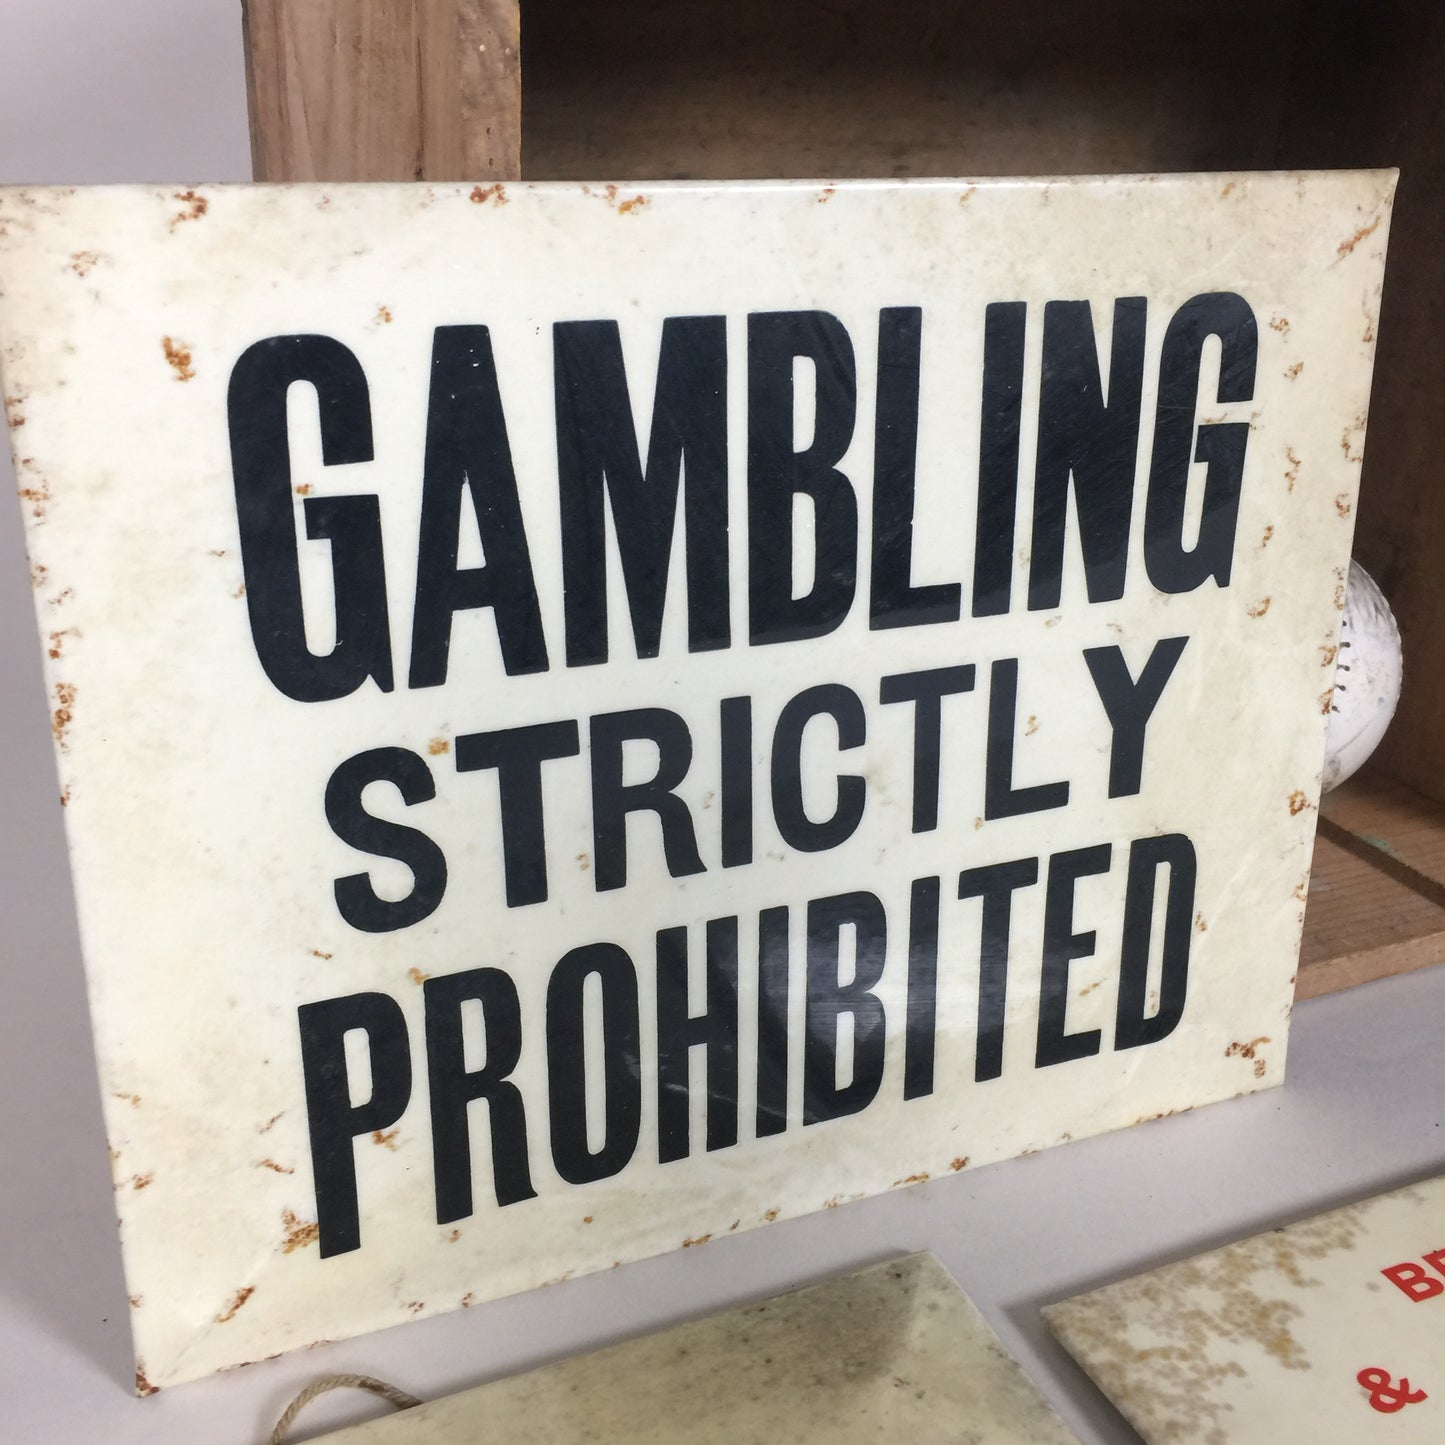 GAMBLING
STRICTLY
PROHIBITED
&